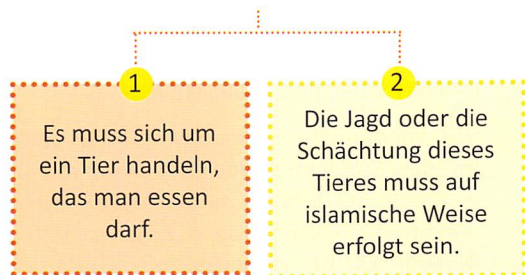 1
Es muss sich um
ein Tier handeln,
das man essen
darf.
2
Die Jagd oder die
Schächtung dieses
Tieres muss auf
islamische Weise
erfolgt sein.